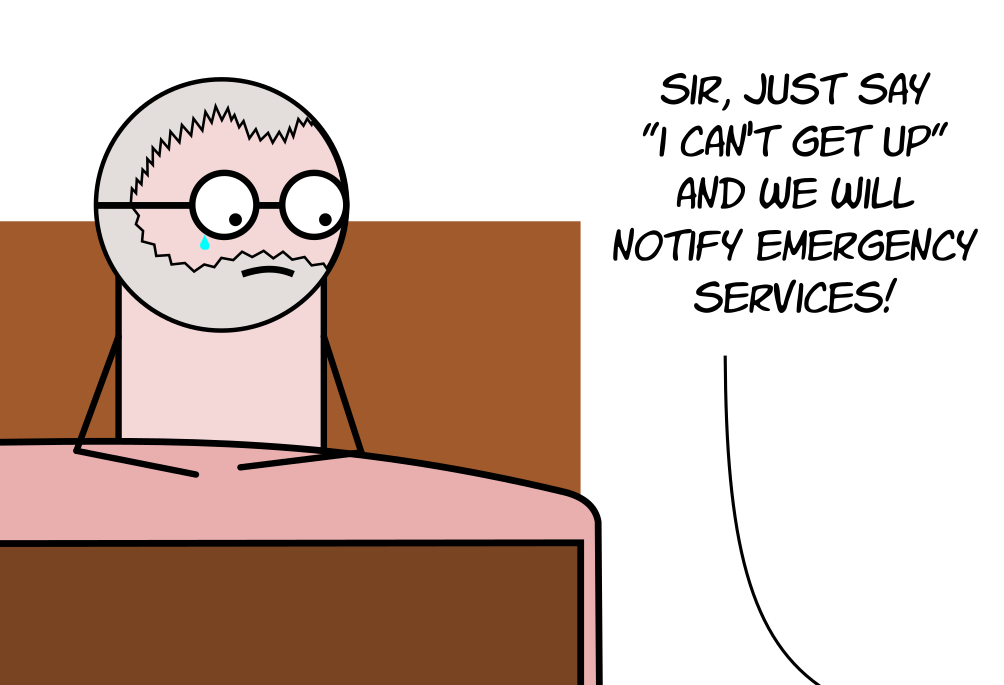 SIR, JUST SAY
"I CAN'T GET UP"
AND WE WILL
NOTIFY EMERGENCY
SERVICES!